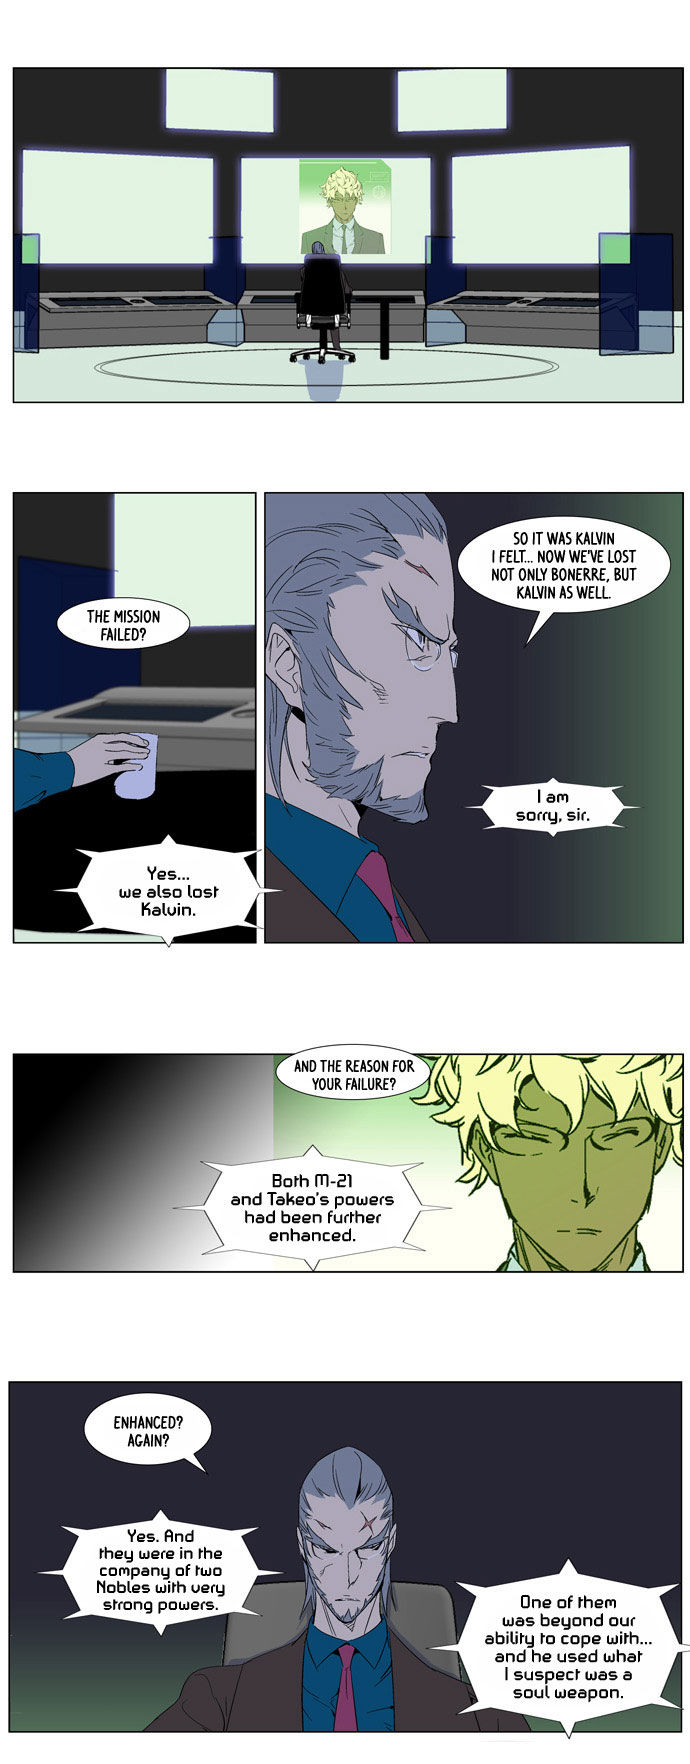 THE MISSION
FAILED?
Yes...
we also lost
Kalvin.
SO IT WAS KALVIN
I FELT... NOW WE'VE LOST
NOT ONLY BONERRE, BUT
KALVIN AS WELL.
I am
sorry, sir.
AND THE REASON FOR
YOUR FAILURE?
Both M-21
and Takeo's powers
had been further
enhanced.
ENHANCED?
AGAIN?
Yes. And
they were in the
company of two
Nobles with very
strong powers.
One of them
was beyond our
ability to cope with...
and he used what
I suspect was a
soul weapon.